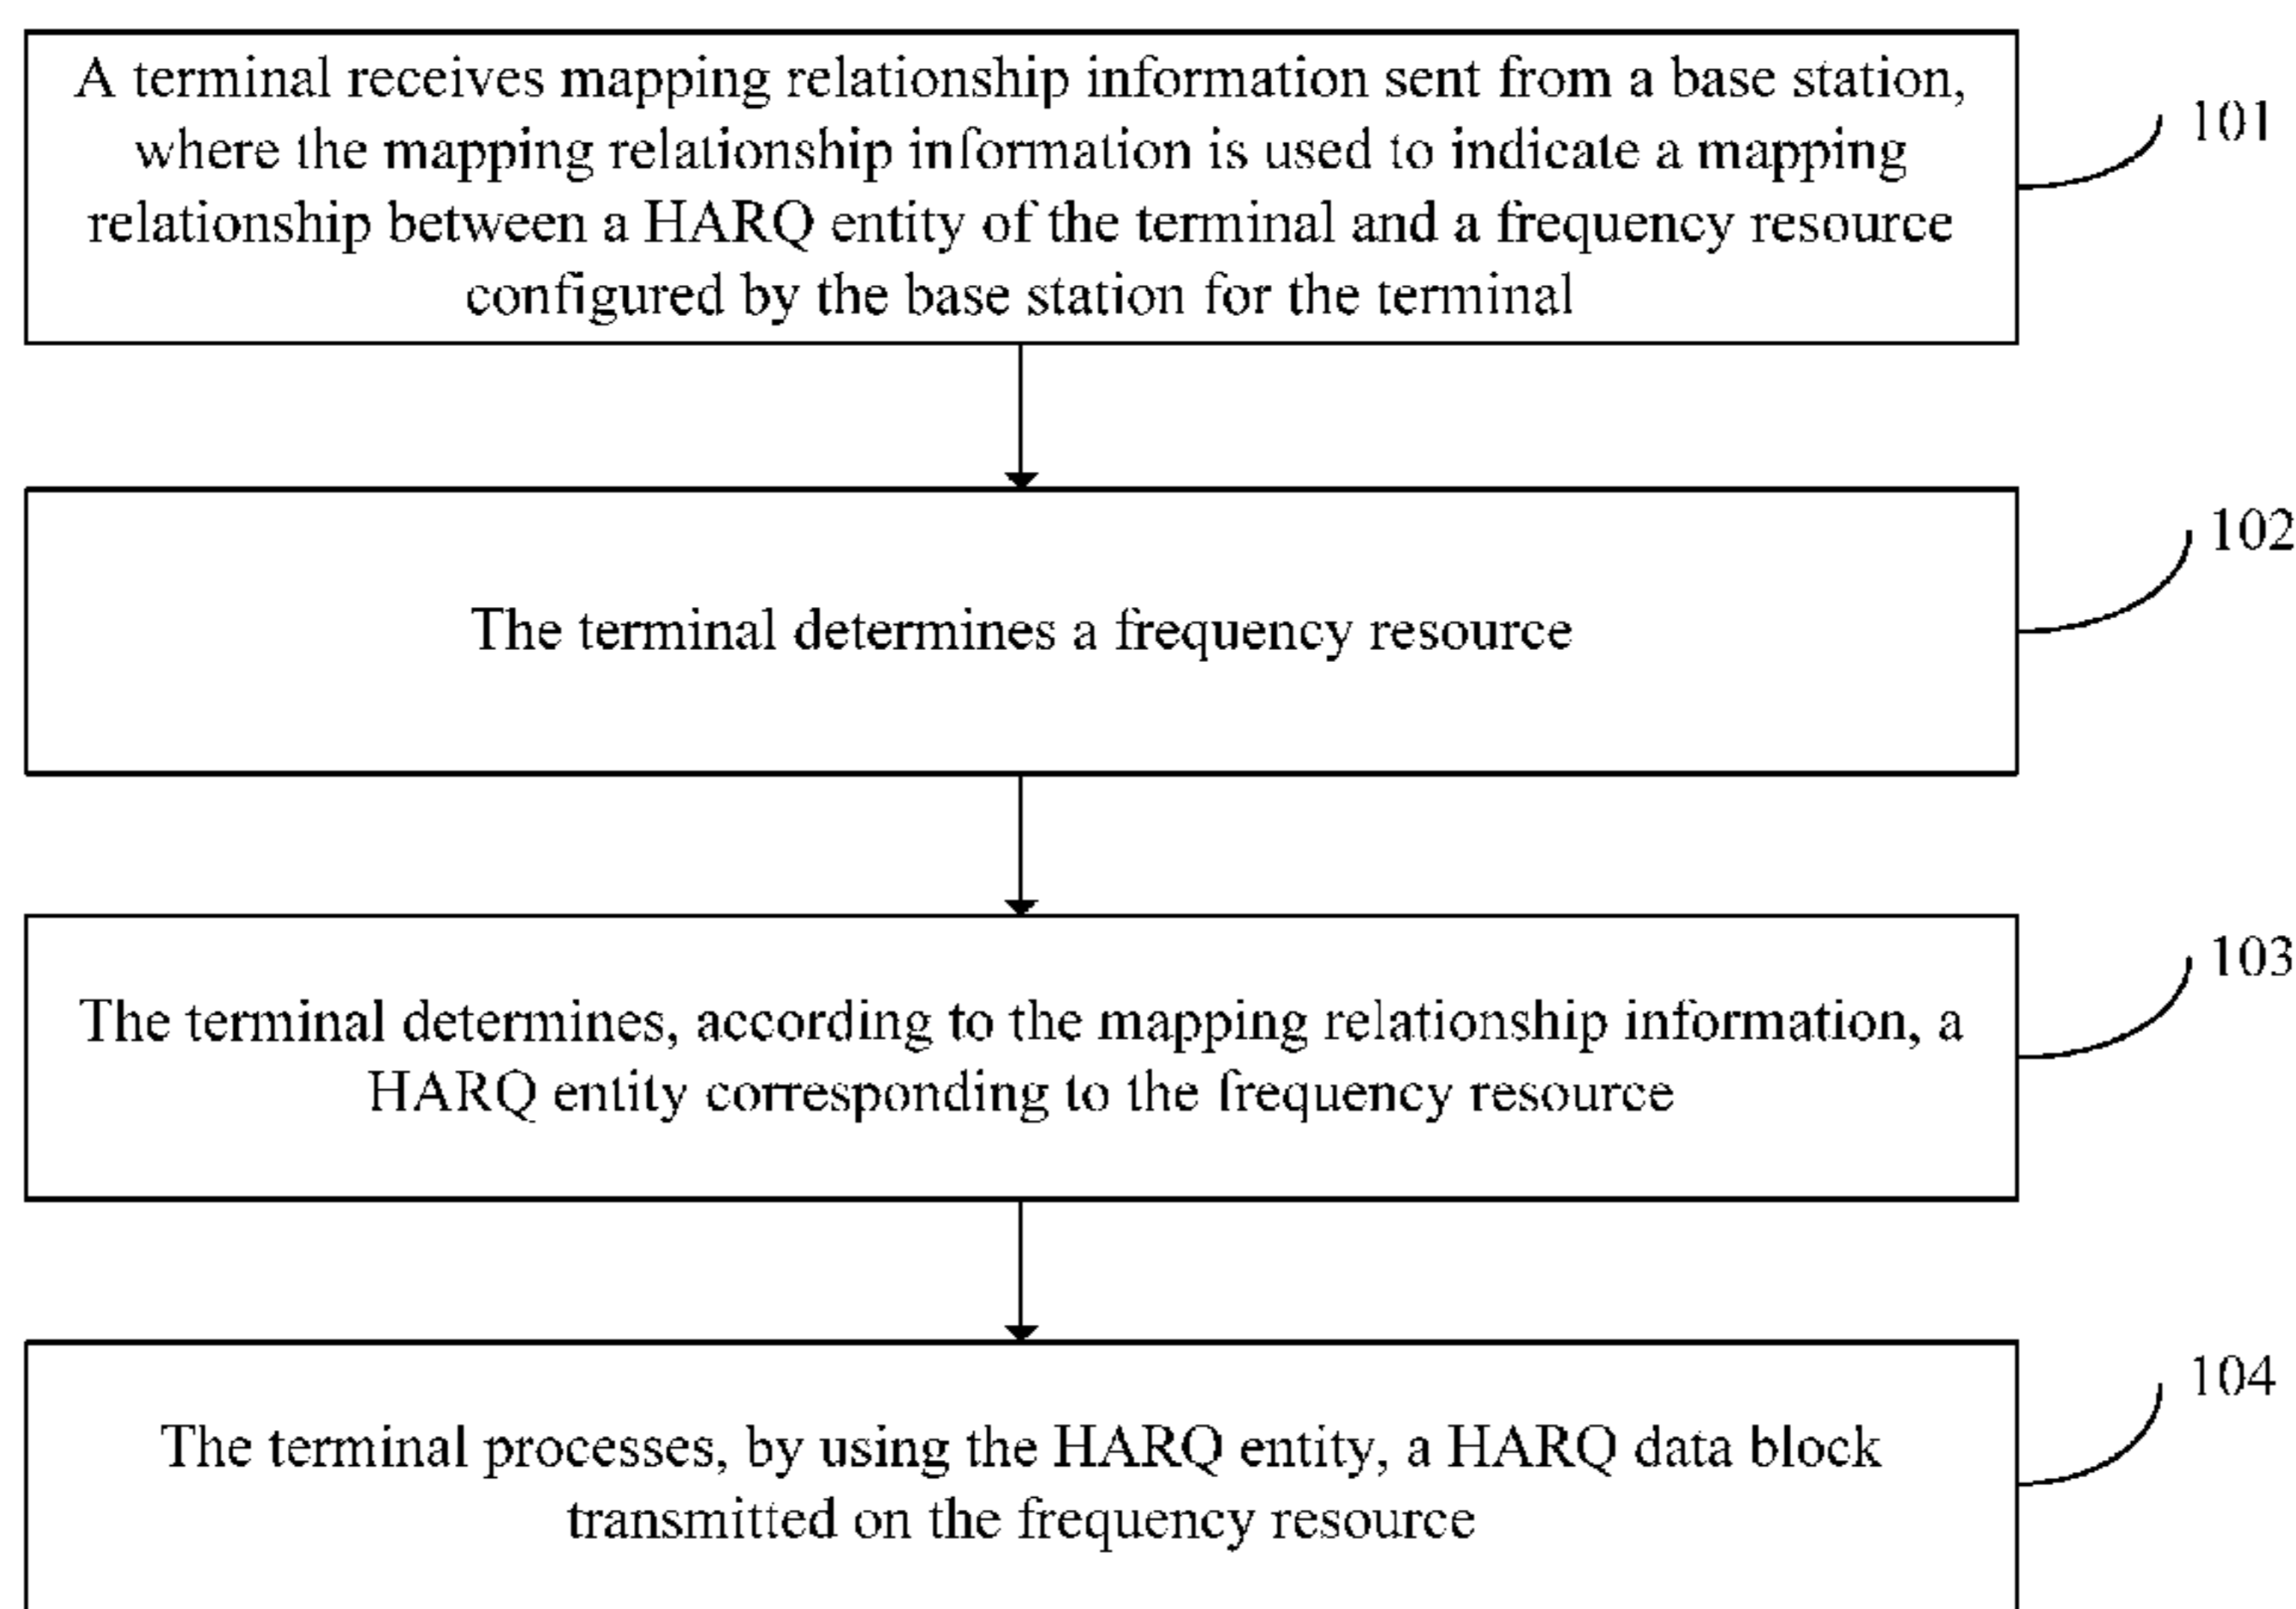 A terminal receives mapping relationship information sent from a base station,
where the mapping relationship information is used to indicate a mapping
relationship between a HARQ entity of the terminal and a frequency resource
configured by the base station for the terminal
101
The terminal determines a frequency resource
102
The terminal determines, according to the mapping relationship information, a
HARQ entity corresponding to the frequency resource
103
The terminal processes, by using the HARQ entity, a HARQ data block
transmitted on the frequency resource
104